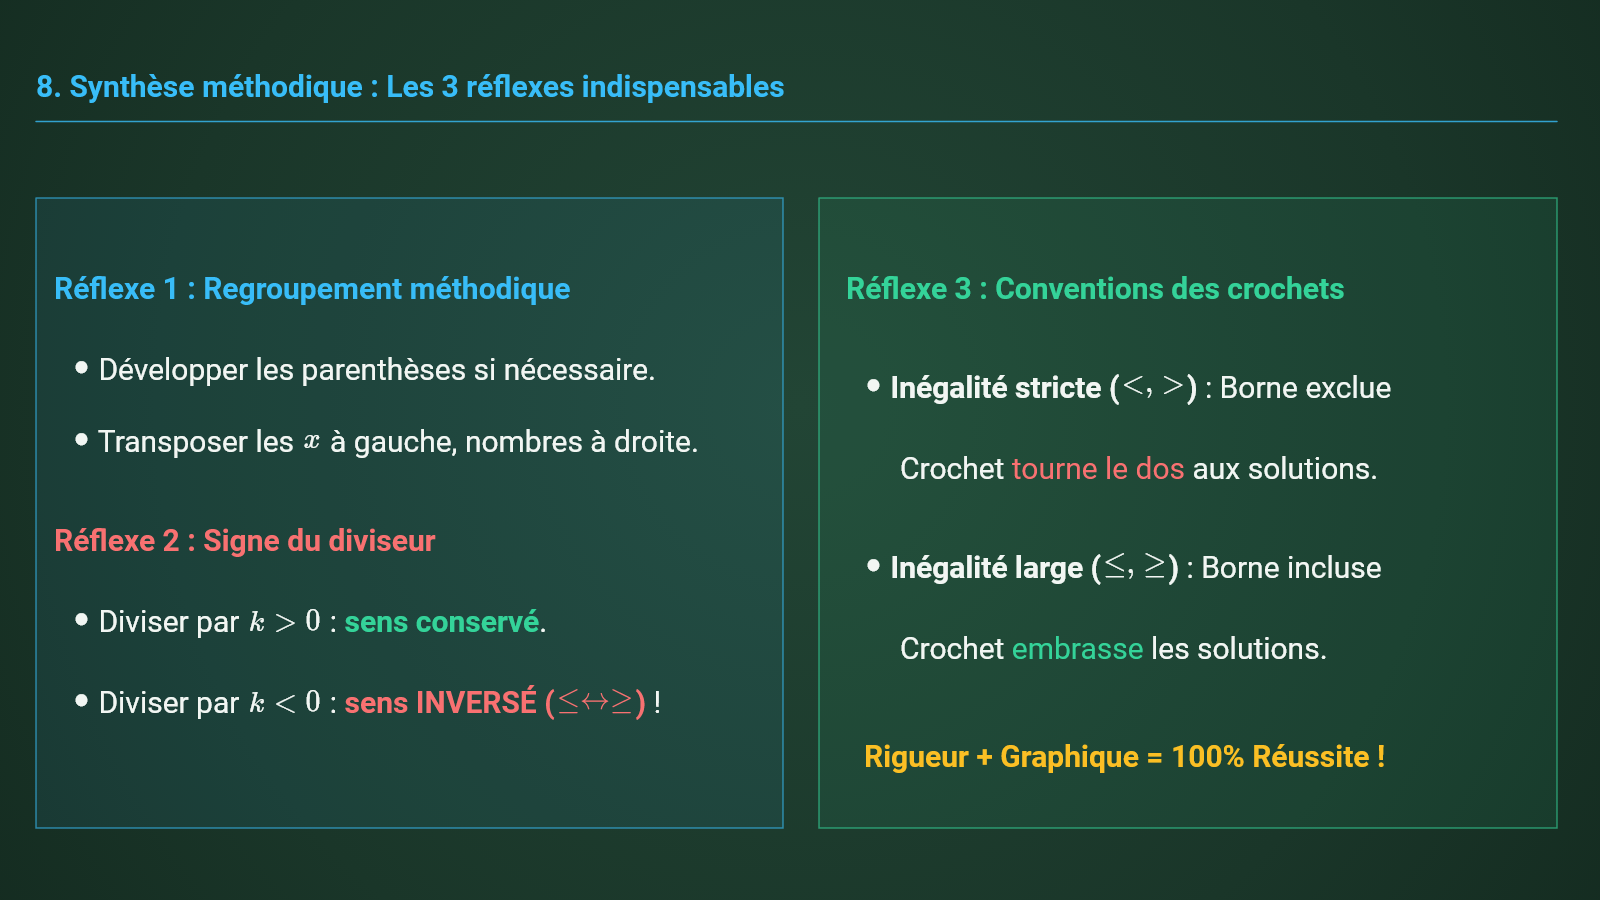 8. Synthèse méthodique : Les 3 réflexes indispensables
Réflexe 1 : Regroupement méthodique
• Développer les parenthèses si nécessaire.
• Transposer les x à gauche, nombres à droite.
Réflexe 2 : Signe du diviseur
• Diviser par k > 0 : sens conservé.
• Diviser par k < 0 : sens INVERSÉ (≤↔≥) !
Réflexe 3 : Conventions des crochets
• Inégalité stricte (<, >) : Borne exclue
Crochet tourne le dos aux solutions.
• Inégalité large (≤, ≥) : Borne incluse
Crochet embrasse les solutions.
Rigueur + Graphique = 100% Réussite !